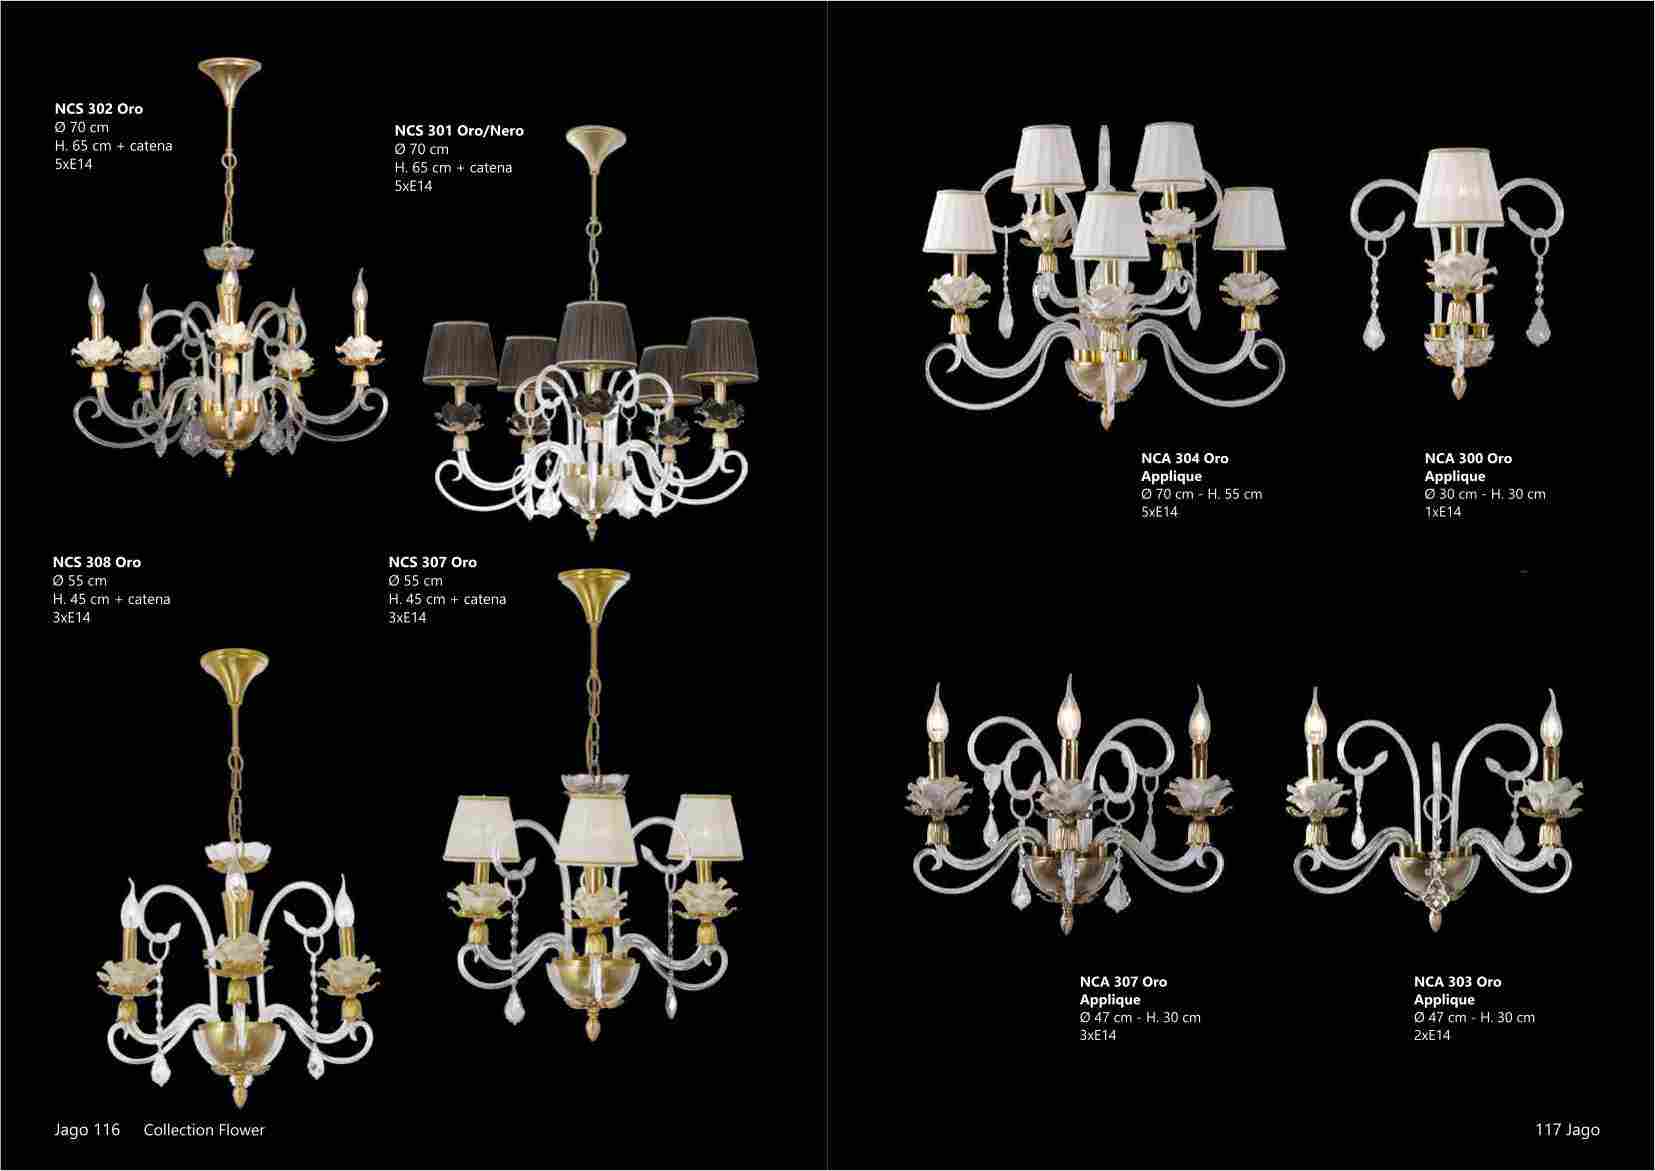 NCS 302 Oro
Ø 70 cm
H. 65 cm + catena
5xE14
NCS 301 Oro/Nero
Ø 70 cm
H. 65 cm + catena
5xE14
NCS 308 Oro
Ø 55 cm
H. 45 cm + catena
3xE14
NCS 307 Oro
Ø 55 cm
H. 45 cm + catena
3xE14
Jago 116 Collection Flower
NCA 304 Oro
Applique
Ø 70 cm - H. 55 cm
5xE14
NCA 300 Oro
Applique
Ø 30 cm - H. 30 cm
1xE14
NCA 307 Oro
Applique
Ø 47 cm - H. 30 cm
3xE14
NCA 303 Oro
Applique
Ø 47 cm - H. 30 cm
2xE14
117 Jago